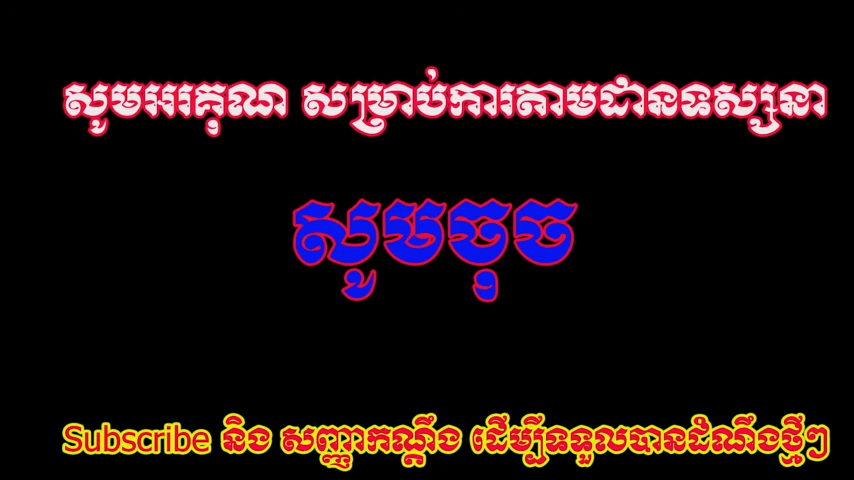 សូមអរគុណ សម្រាប់ការតាមដានទស្សនា
សូមចុច
Subscribe និង សញ្ញាកណ្ដឹង ដើម្បីទទួលបានដំណឹងថ្មីៗ